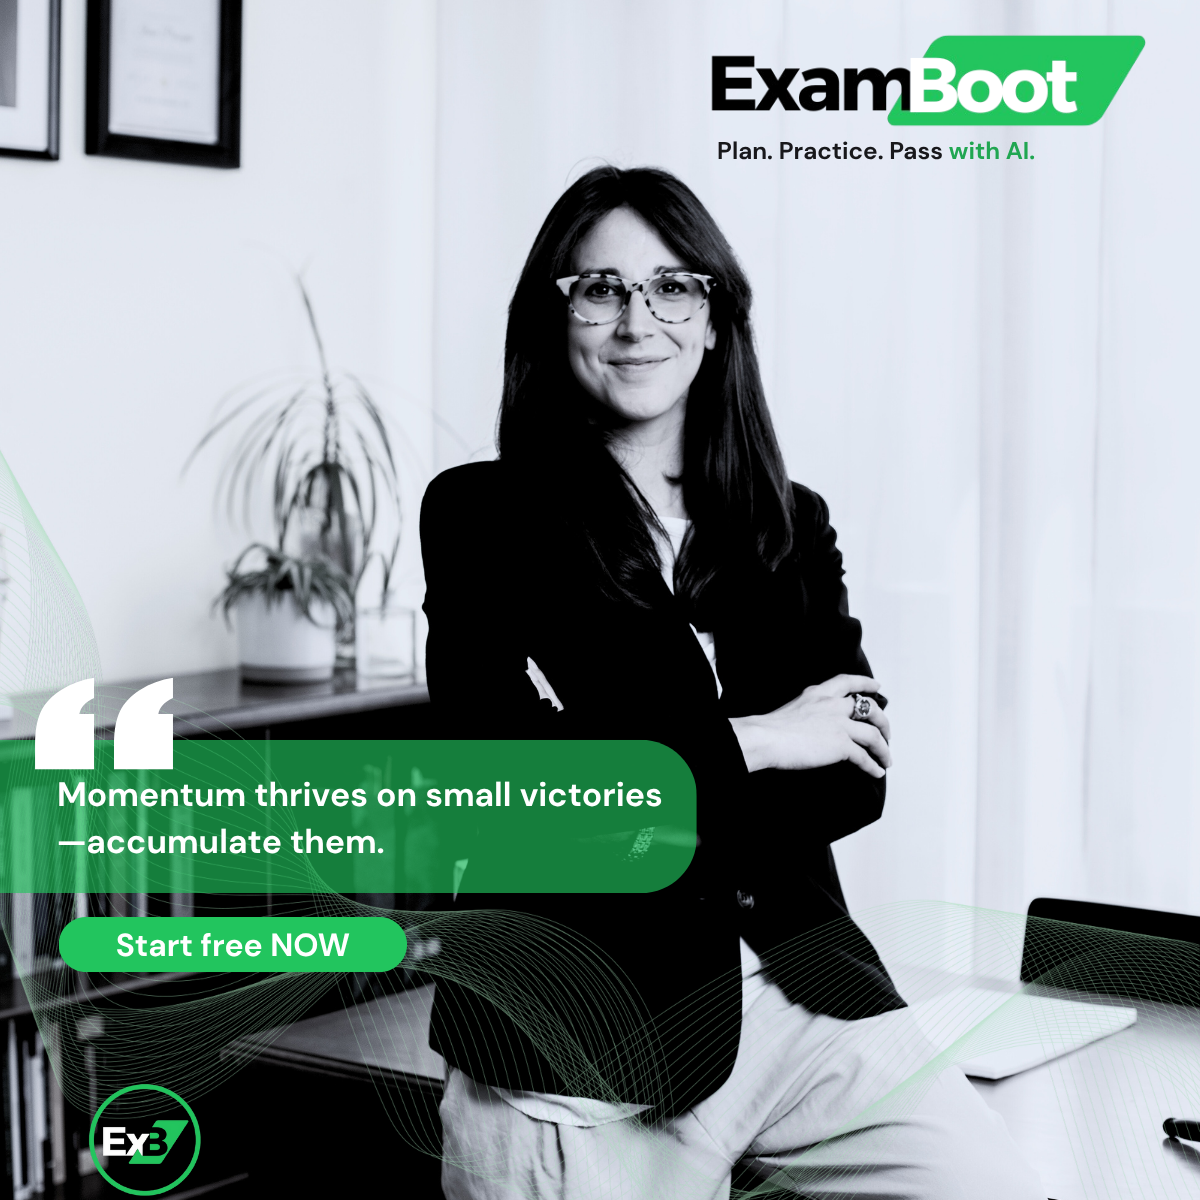 ExamBoot
Plan. Practice. Pass with AI.
Momentum thrives on small victories
—accumulate them.
Start free NOW
ExB